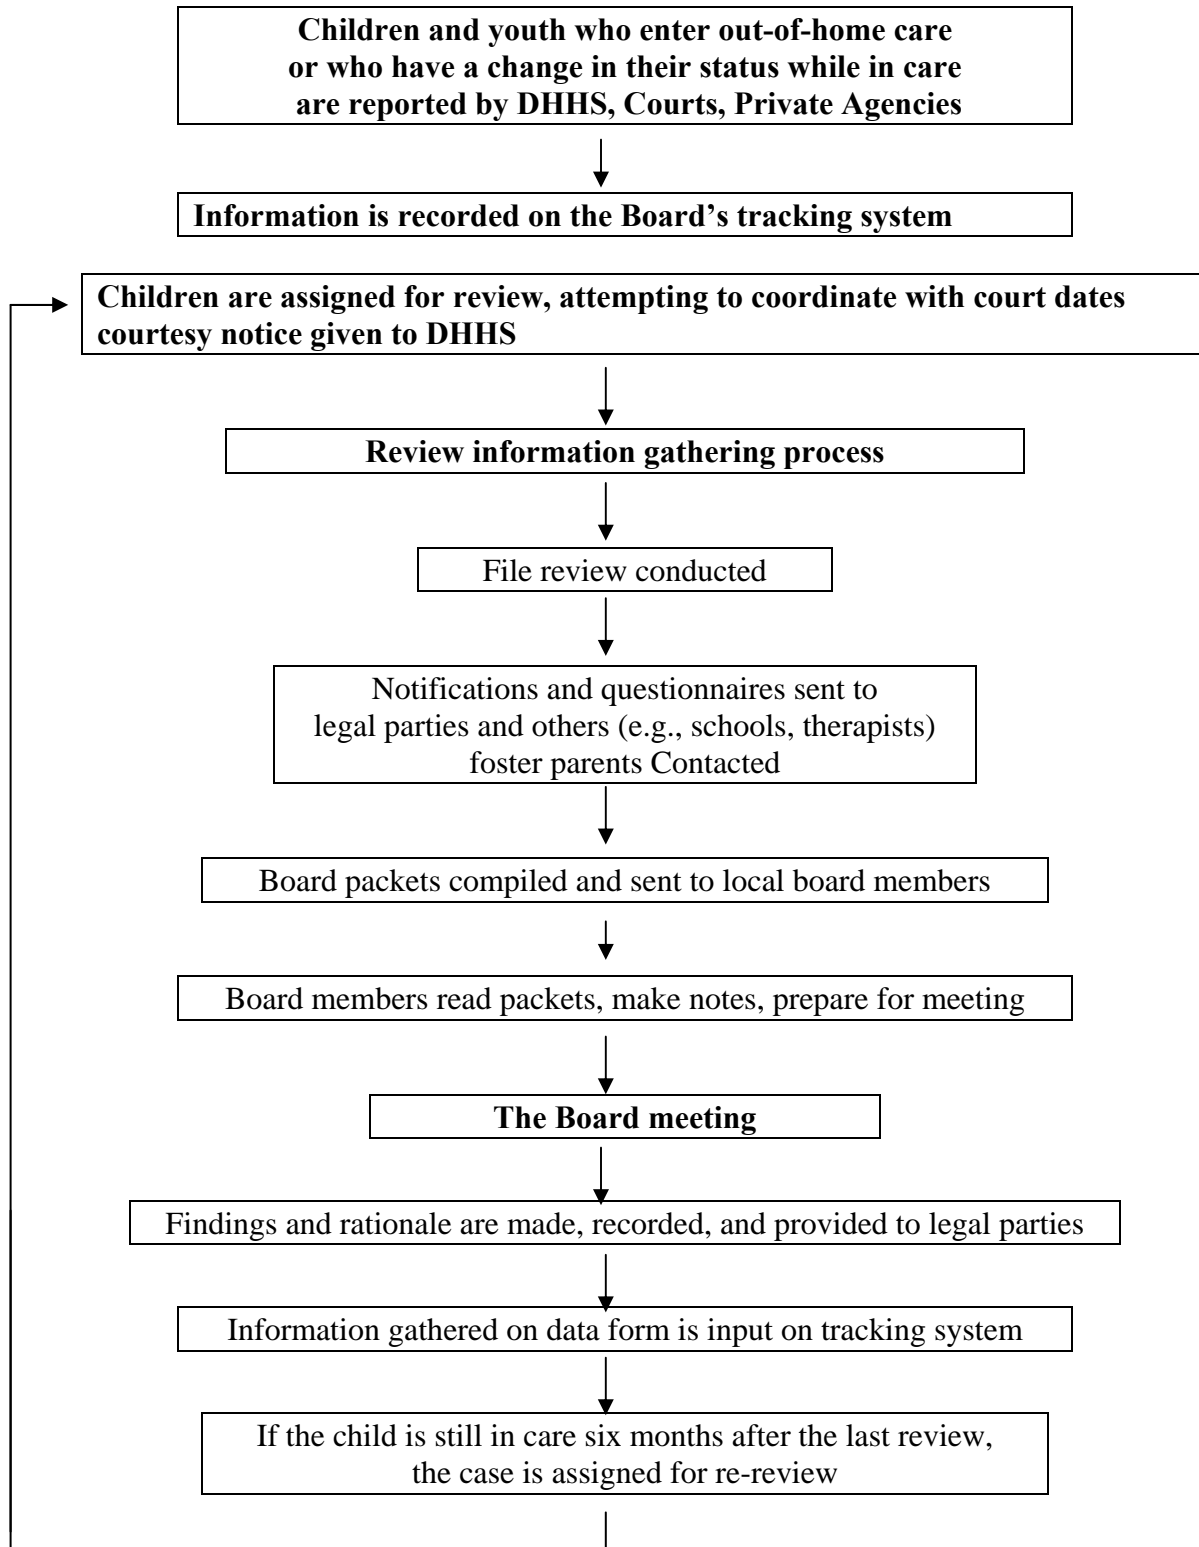 Children and youth who enter out-of-home care
or who have a change in their status while in care
are reported by DHHS, Courts, Private Agencies
Information is recorded on the Board’s tracking system
Children are assigned for review, attempting to coordinate with court dates
courtesy notice given to DHHS
Review information gathering process
File review conducted
Notifications and questionnaires sent to
legal parties and others (e.g., schools, therapists)
foster parents Contacted
Board packets compiled and sent to local board members
Board members read packets, make notes, prepare for meeting
The Board meeting
Findings and rationale are made, recorded, and provided to legal parties
Information gathered on data form is input on tracking system
If the child is still in care six months after the last review,
the case is assigned for re-review